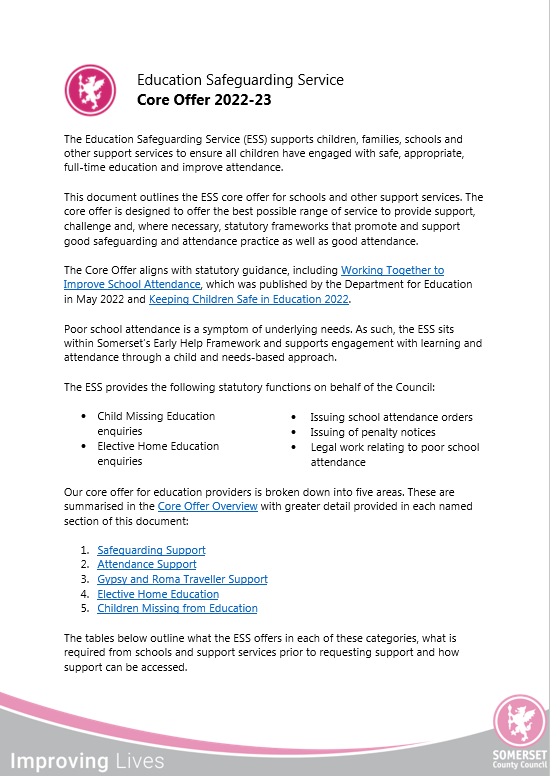 Education Safeguarding Service
Core Offer 2022-23
The Education Safeguarding Service (ESS) supports children, families, schools and
other support services to ensure all children have engaged with safe, appropriate,
full-time education and improve attendance.
This document outlines the ESS core offer for schools and other support services. The
core offer is designed to offer the best possible range of service to provide support,
challenge and, where necessary, statutory frameworks that promote and support
good safeguarding and attendance practice as well as good attendance.
The Core Offer aligns with statutory guidance, including Working Together to
Improve School Attendance, which was published by the Department for Education
in May 2022 and Keeping Children Safe in Education 2022.
Poor school attendance is a symptom of underlying needs. As such, the ESS sits
within Somerset's Early Help Framework and supports engagement with learning and
attendance through a child and needs-based approach.
The ESS provides the following statutory functions on behalf of the Council:
• Child Missing Education
enquiries
• Elective Home Education
enquiries
• Issuing school attendance orders
• Issuing of penalty notices
• Legal work relating to poor school
attendance
Our core offer for education providers is broken down into five areas. These are
summarised in the Core Offer Overview with greater detail provided in each named
section of this document:
1. Safeguarding Support
2. Attendance Support
3. Gypsy and Roma Traveller Support
4. Elective Home Education
5. Children Missing from Education
The tables below outline what the ESS offers in each of these categories, what is
required from schools and support services prior to requesting support and how
support can be accessed.
Improving Lives
SOMERSET
County Council